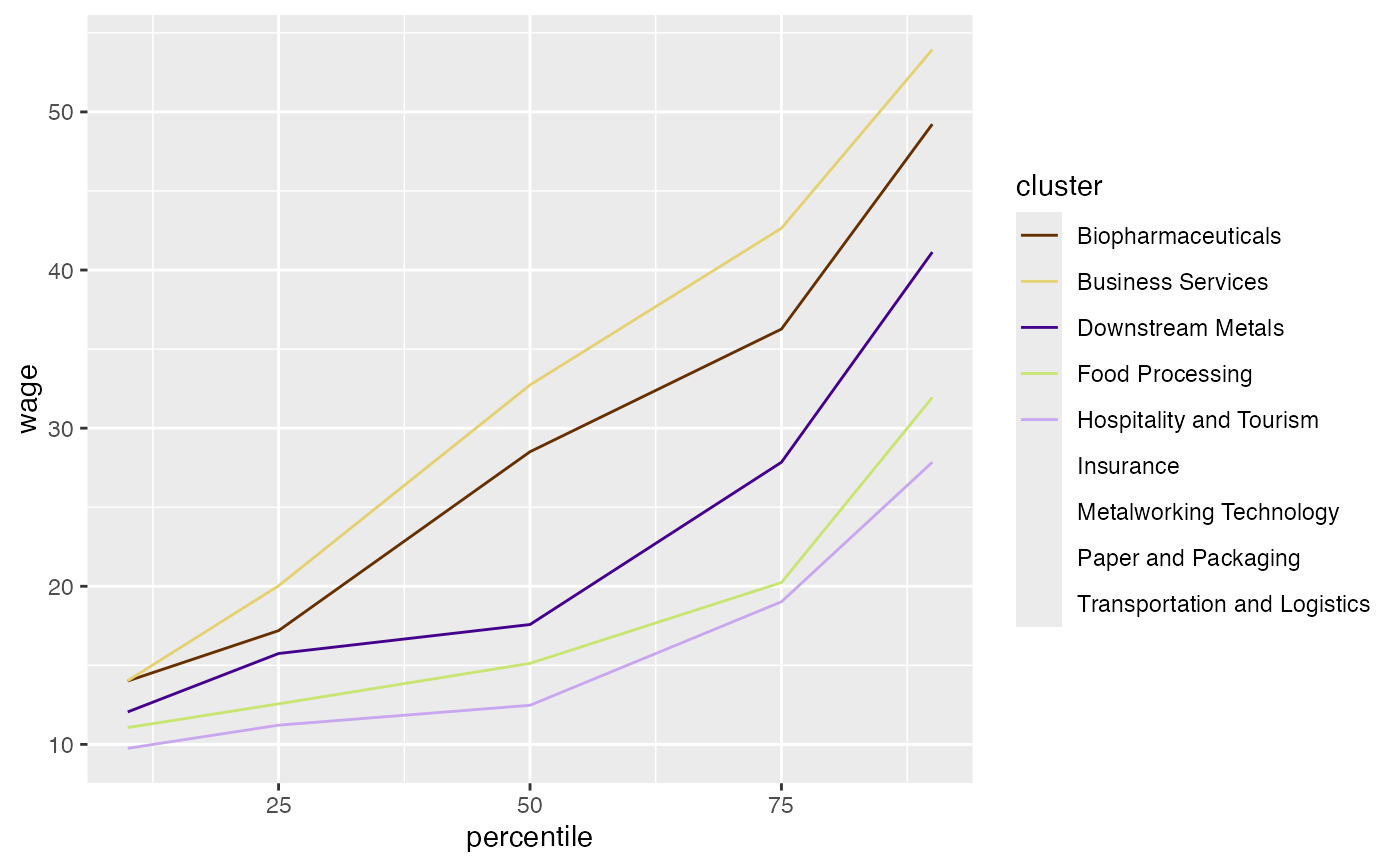 50
40
30
20
10
wage
25
50
75
percentile
cluster
Biopharmaceuticals
Business Services
Downstream Metals
Food Processing
Hospitality and Tourism
Insurance
Metalworking Technology
Paper and Packaging
Transportation and Logistics